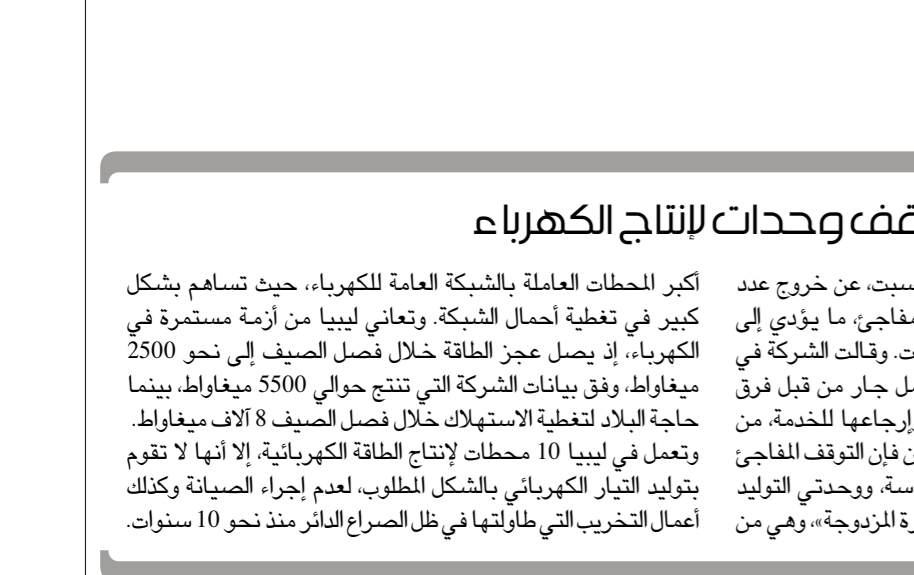 وحدات لإنتاج الكهرباء
عن خروج عدد
ما يؤدي إلى
وقالت الشركة في
جار من قبل فرق
إرجاعها للخدمة، من
فإن التوقف المفاجئ
ووحدتي التوليد
المزدوجة»، وهي من
أكبر المحطات العاملة بالشبكة العامة للكهرباء، حيث تساهم بشكل
كبير في تغطية أحمال الشبكة. وتعاني ليبيا من أزمة مستمرة في
الكهرباء، إذ يصل عجز الطاقة خلال فصل الصيف إلى نحو 2500
ميغاواط، وفق بيانات الشركة التي تنتج حوالي 5500 ميغاواط، بينما
حاجة البلاد لتغطية الاستهلاك خلال فصل الصيف 8 آلاف ميغاواط.
وتعمل في ليبيا 10 محطات لإنتاج الطاقة الكهربائية، إلا أنها لا تقوم
بتوليد التيار الكهربائي بالشكل المطلوب، لعدم إجراء الصيانة وكذلك
أعمال التخريب التي طاولتها في ظل الصراع الدائر منذ نحو 10 سنوات.